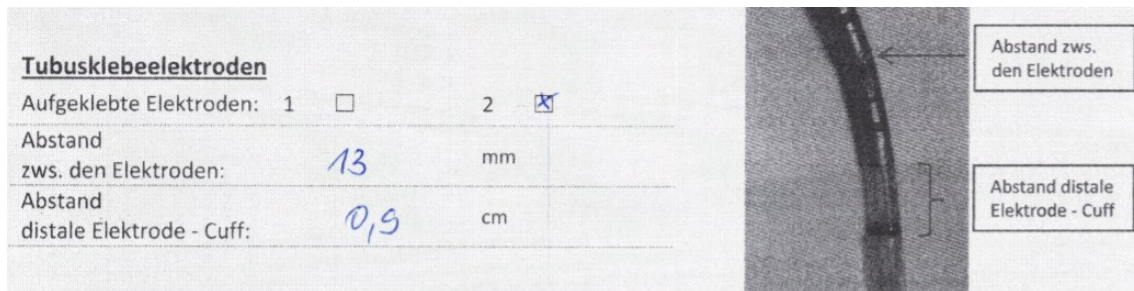 Tubusklebeelektroden
Aufgeklebte Elektroden: 1 ☐ 2 ☒
Abstand
zws. den Elektroden: 13 mm
Abstand
distale Elektrode - Cuff: 0,9 cm
Abstand zws.
den Elektroden
Abstand distale
Elektrode - Cuff